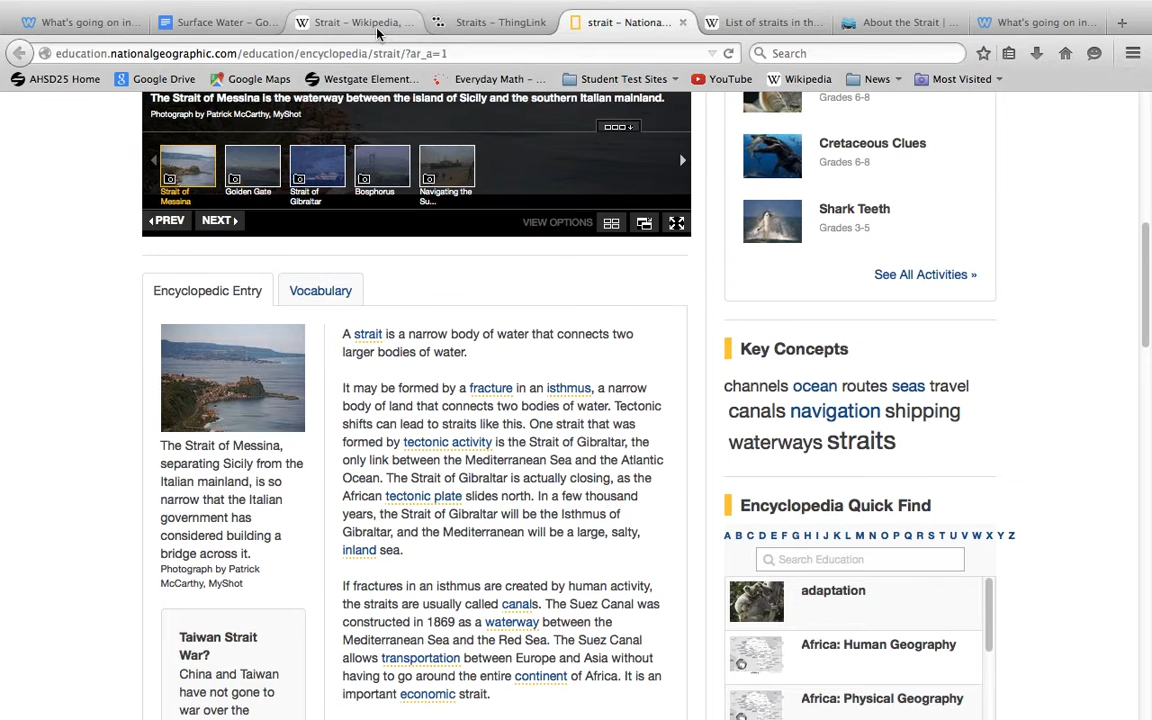 What's going on in...
Surface Water - Go...
Strait – Wikipedia, ...
Straits – ThingLink
strait – Nationa...
List of straits in th...
About the Strait | ...
What's going on in...
education.nationalgeographic.com/education/encyclopedia/strait/?ar_a=1
Search
AHSD25 Home
Google Drive
Google Maps
Westgate Element...
Everyday Math – ...
Student Test Sites
YouTube
Wikipedia
News
Most Visited
The Strait of Messina is the waterway between the island of Sicily and the southern Italian mainland.
Photograph by Patrick McCarthy, MyShot
Strait of Messina
Golden Gate
Strait of Gibraltar
Bosphorus
Navigating the Su...
PREV
NEXT
VIEW OPTIONS
Encyclopedic Entry
Vocabulary
The Strait of Messina,
separating Sicily from the
Italian mainland, is so
narrow that the Italian
government has
considered building a
bridge across it.
Photograph by Patrick
McCarthy, MyShot
Taiwan Strait
War?
China and Taiwan
have not gone to
war over the
A strait is a narrow body of water that connects two
larger bodies of water.
It may be formed by a fracture in an isthmus, a narrow
body of land that connects two bodies of water. Tectonic
shifts can lead to straits like this. One strait that was
formed by tectonic activity is the Strait of Gibraltar, the
only link between the Mediterranean Sea and the Atlantic
Ocean. The Strait of Gibraltar is actually closing, as the
African tectonic plate slides north. In a few thousand
years, the Strait of Gibraltar will be the Isthmus of
Gibraltar, and the Mediterranean will be a large, salty,
inland sea.
If fractures in an isthmus are created by human activity,
the straits are usually called canals. The Suez Canal was
constructed in 1869 as a waterway between the
Mediterranean Sea and the Red Sea. The Suez Canal
allows transportation between Europe and Asia without
having to go around the entire continent of Africa. It is an
important economic strait.
Grades 6-8
Cretaceous Clues
Grades 6-8
Shark Teeth
Grades 3-5
See All Activities »
Key Concepts
channels ocean routes seas travel
canals navigation shipping
waterways straits
Encyclopedia Quick Find
A B C D E F G H I J K L M N O P Q R S T U V W X Y Z
Search Education
adaptation
Africa: Human Geography
Africa: Physical Geography